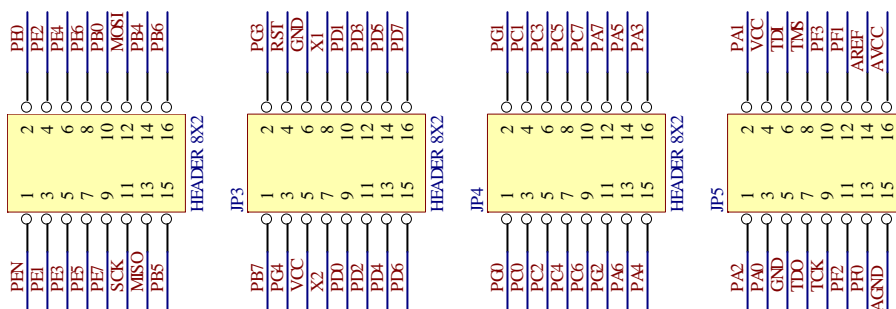 PE0 PE2 PE4 PE6 PB0 MOSI PB4 PB6
2 4 6 8 10 12 14 16
1 3 5 7 9 11 13 15
HEADER 8X2
PEN PE1 PE3 PE5 PE7 SCK MISO PB5
PG3 RST GND X1 PD1 PD3 PD5 PD7
JP3
2 4 6 8 10 12 14 16
1 3 5 7 9 11 13 15
HEADER 8X2
PB7 PG4 VCC X2 PD0 PD2 PD4 PD6
PG1 PC1 PC3 PC5 PC7 PA7 PA5 PA3
JP4
2 4 6 8 10 12 14 16
1 3 5 7 9 11 13 15
HEADER 8X2
PG0 PC0 PC2 PC4 PC6 PG2 PA6 PA4
PA1 VCC TDI TMS PF3 PF1 AREF AVCC
JP5
2 4 6 8 10 12 14 16
1 3 5 7 9 11 13 15
PA2 PA0 GND TDO TCK PF2 PF0 AGND